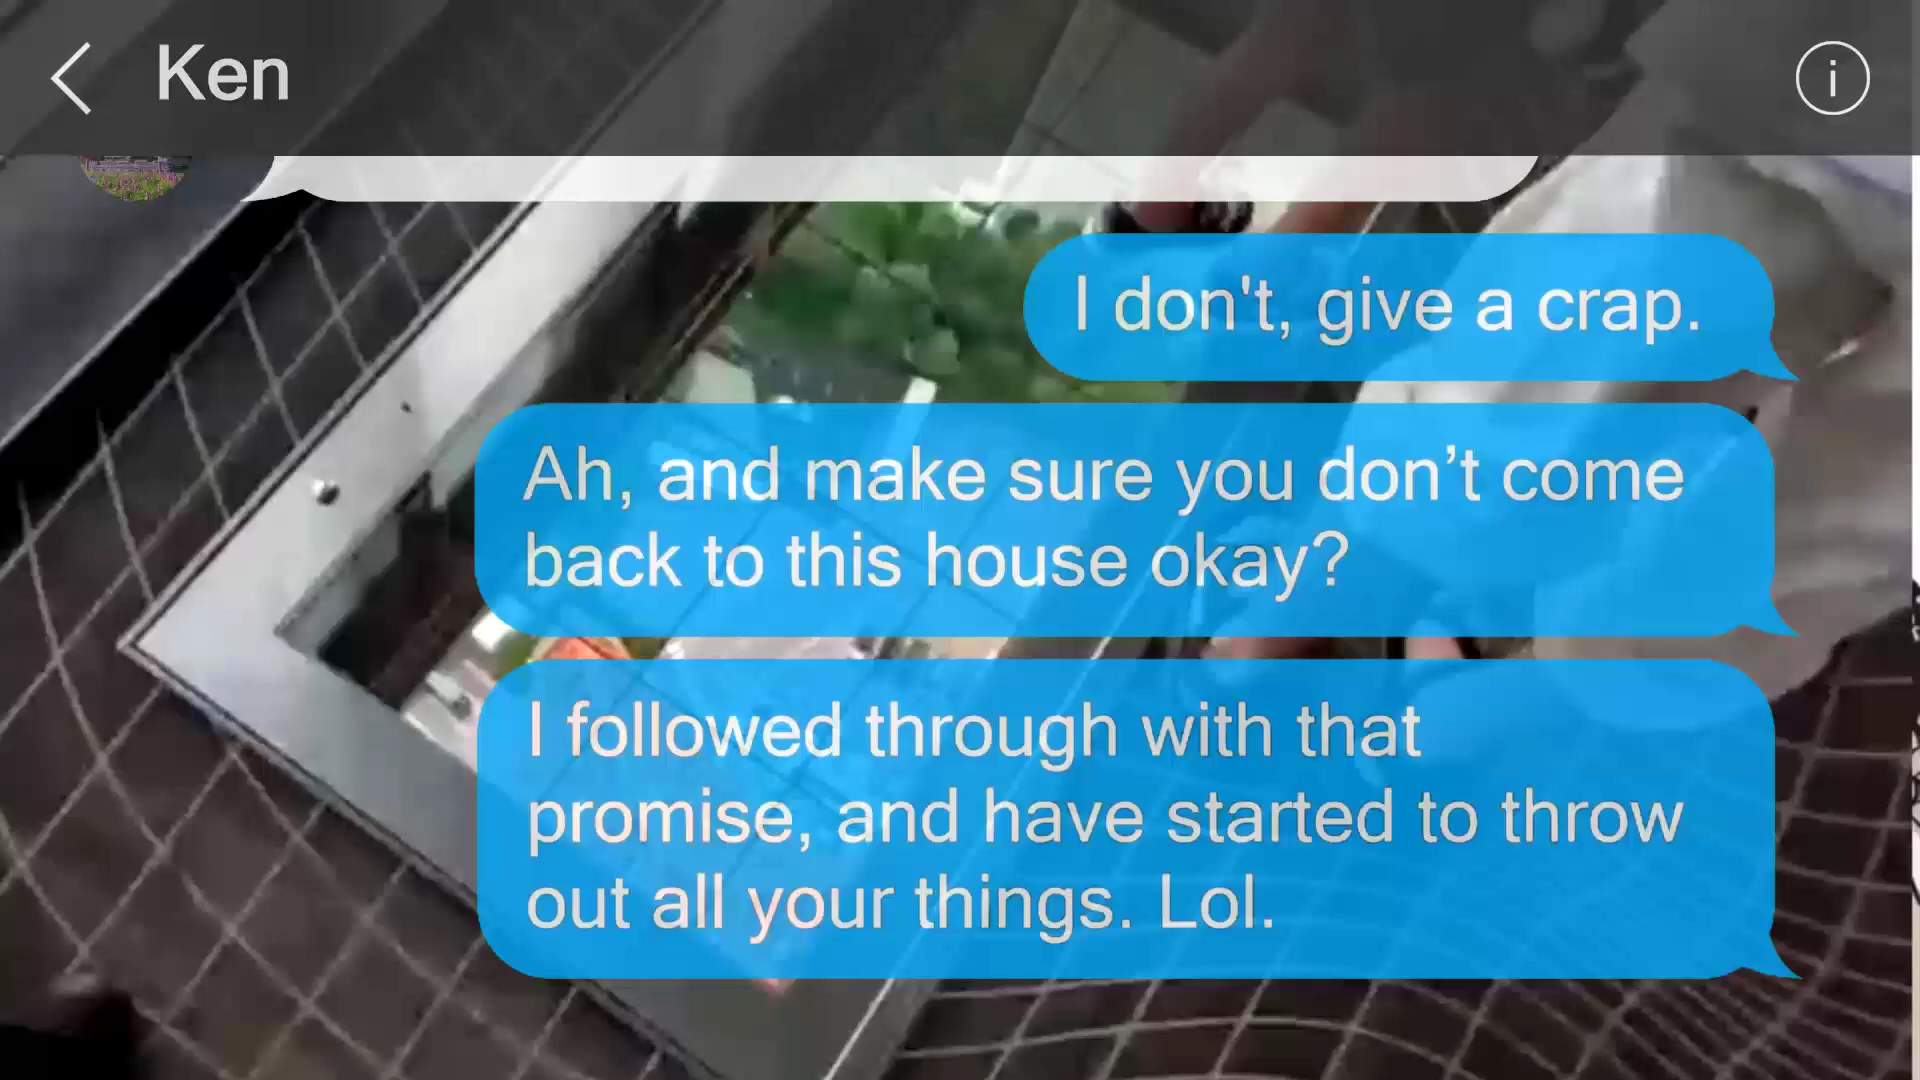 Ken
I don't, give a crap.
Ah, and make sure you don’t come
back to this house okay?
I followed through with that
promise, and have started to throw
out all your things. Lol.